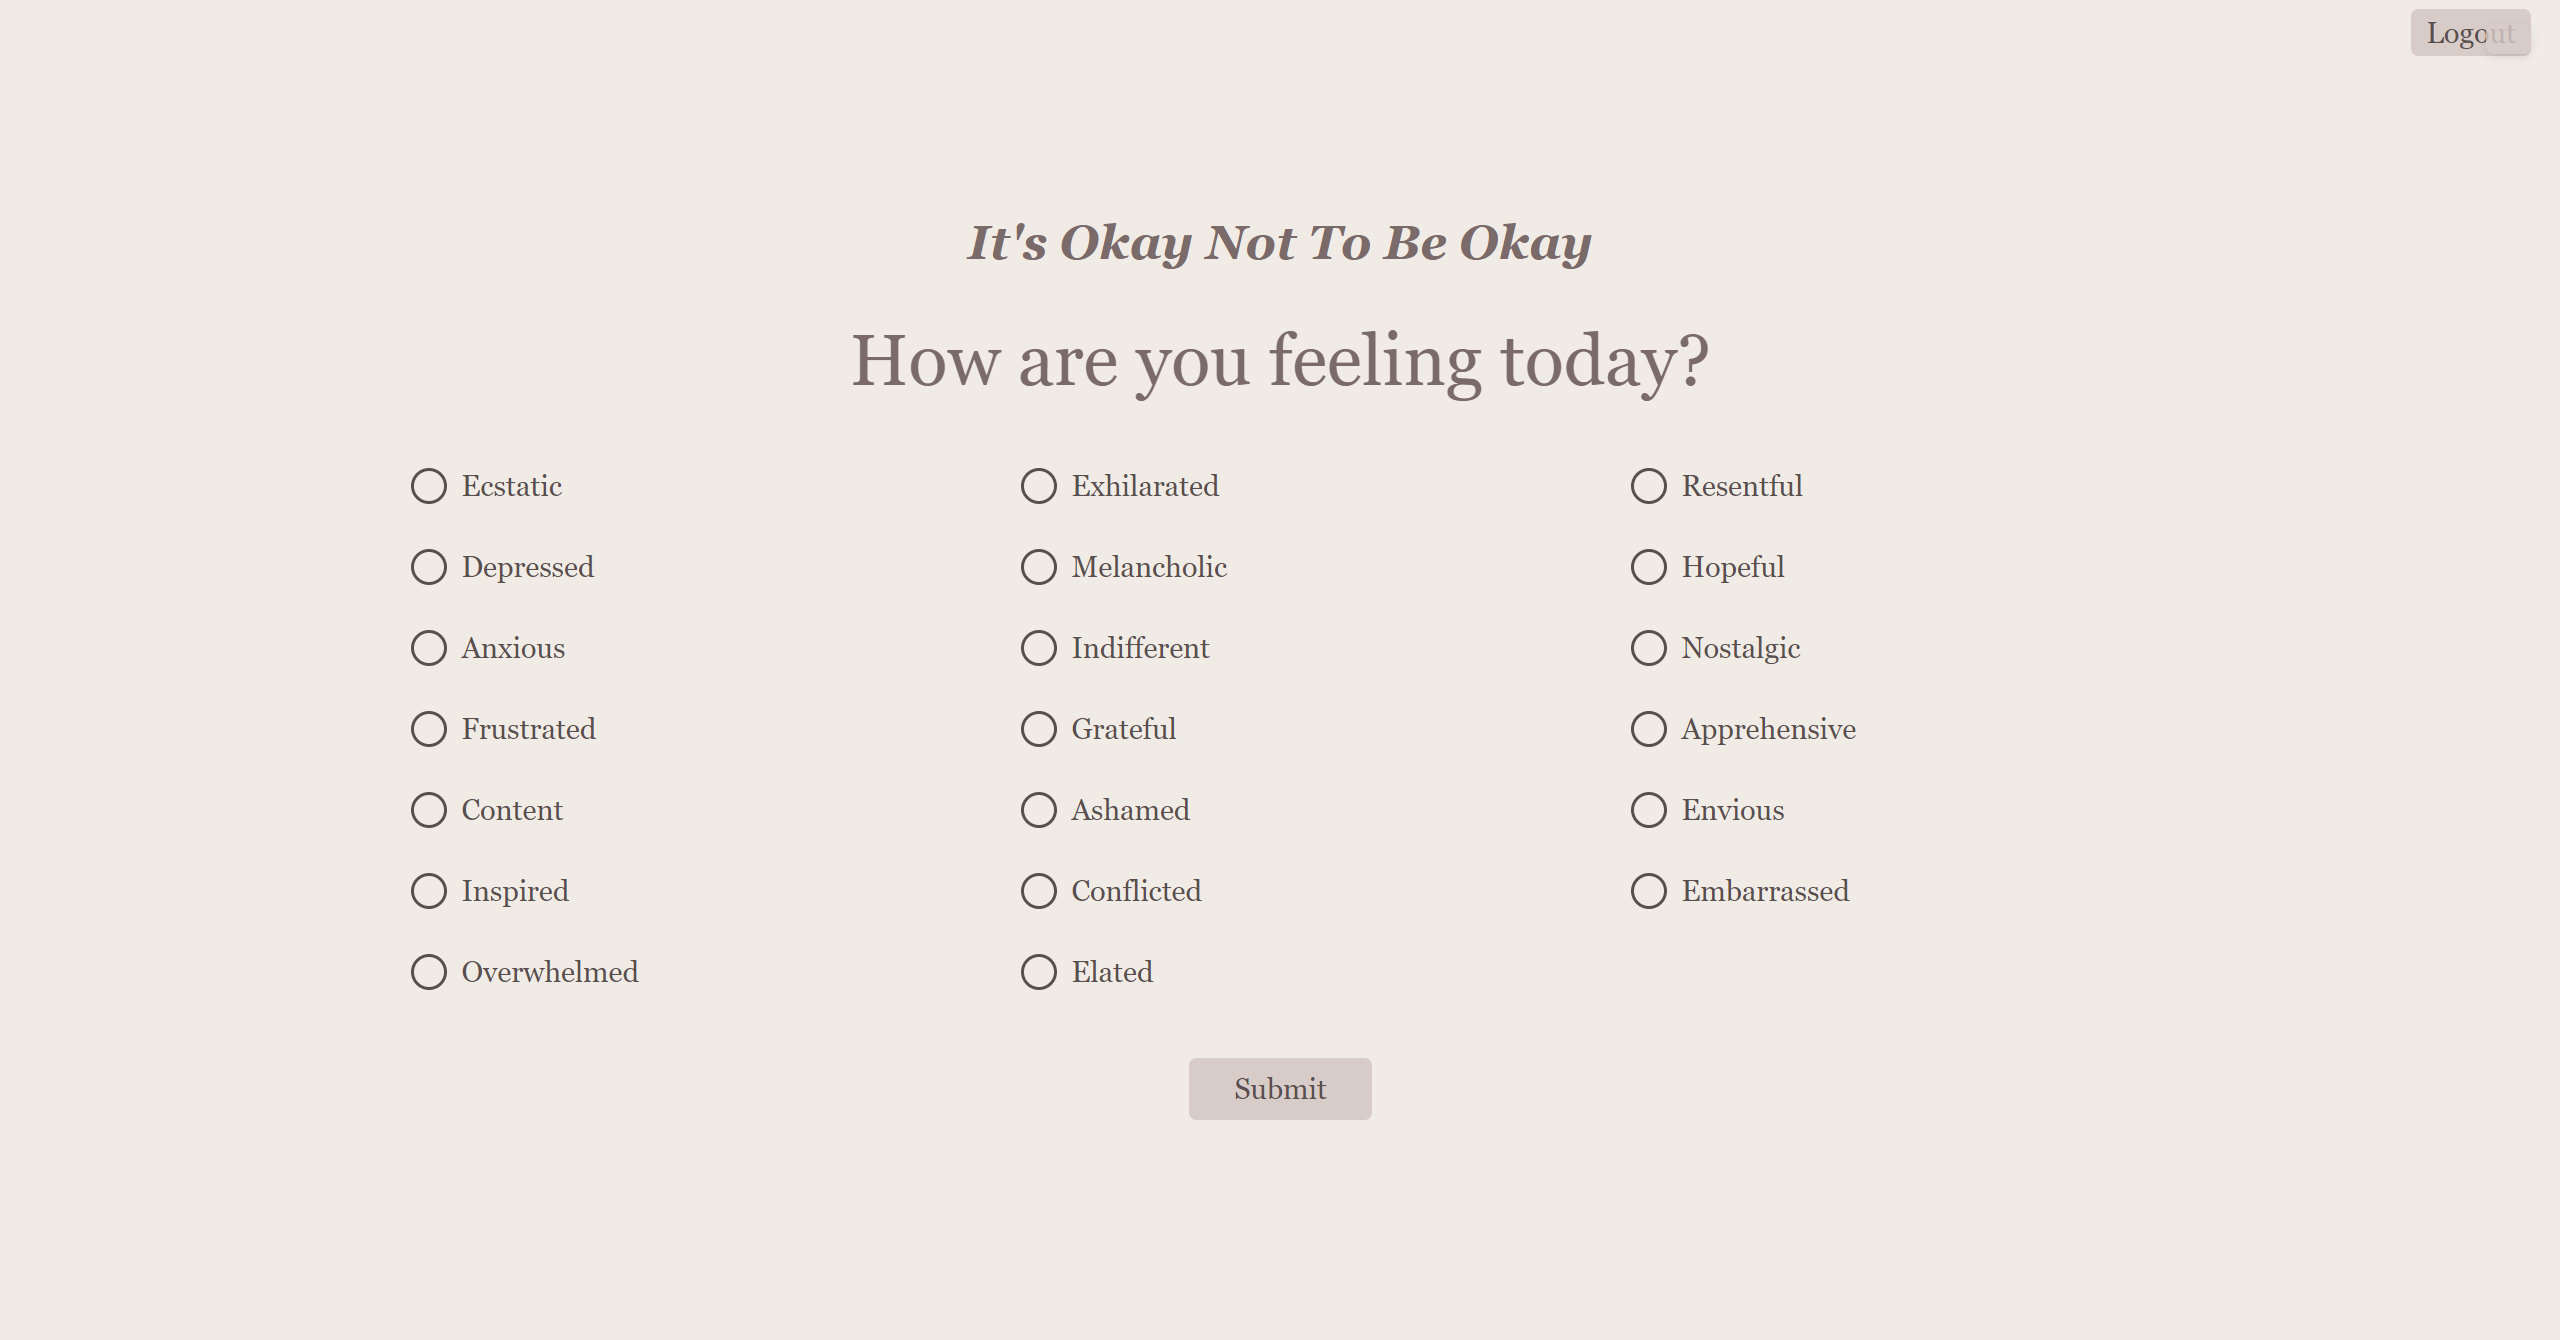 Logout
It's Okay Not To Be Okay
How are you feeling today?
Ecstatic
Depressed
Anxious
Frustrated
Content
Inspired
Overwhelmed
Exhilarated
Melancholic
Indifferent
Grateful
Ashamed
Conflicted
Elated
Resentful
Hopeful
Nostalgic
Apprehensive
Envious
Embarrassed
Submit